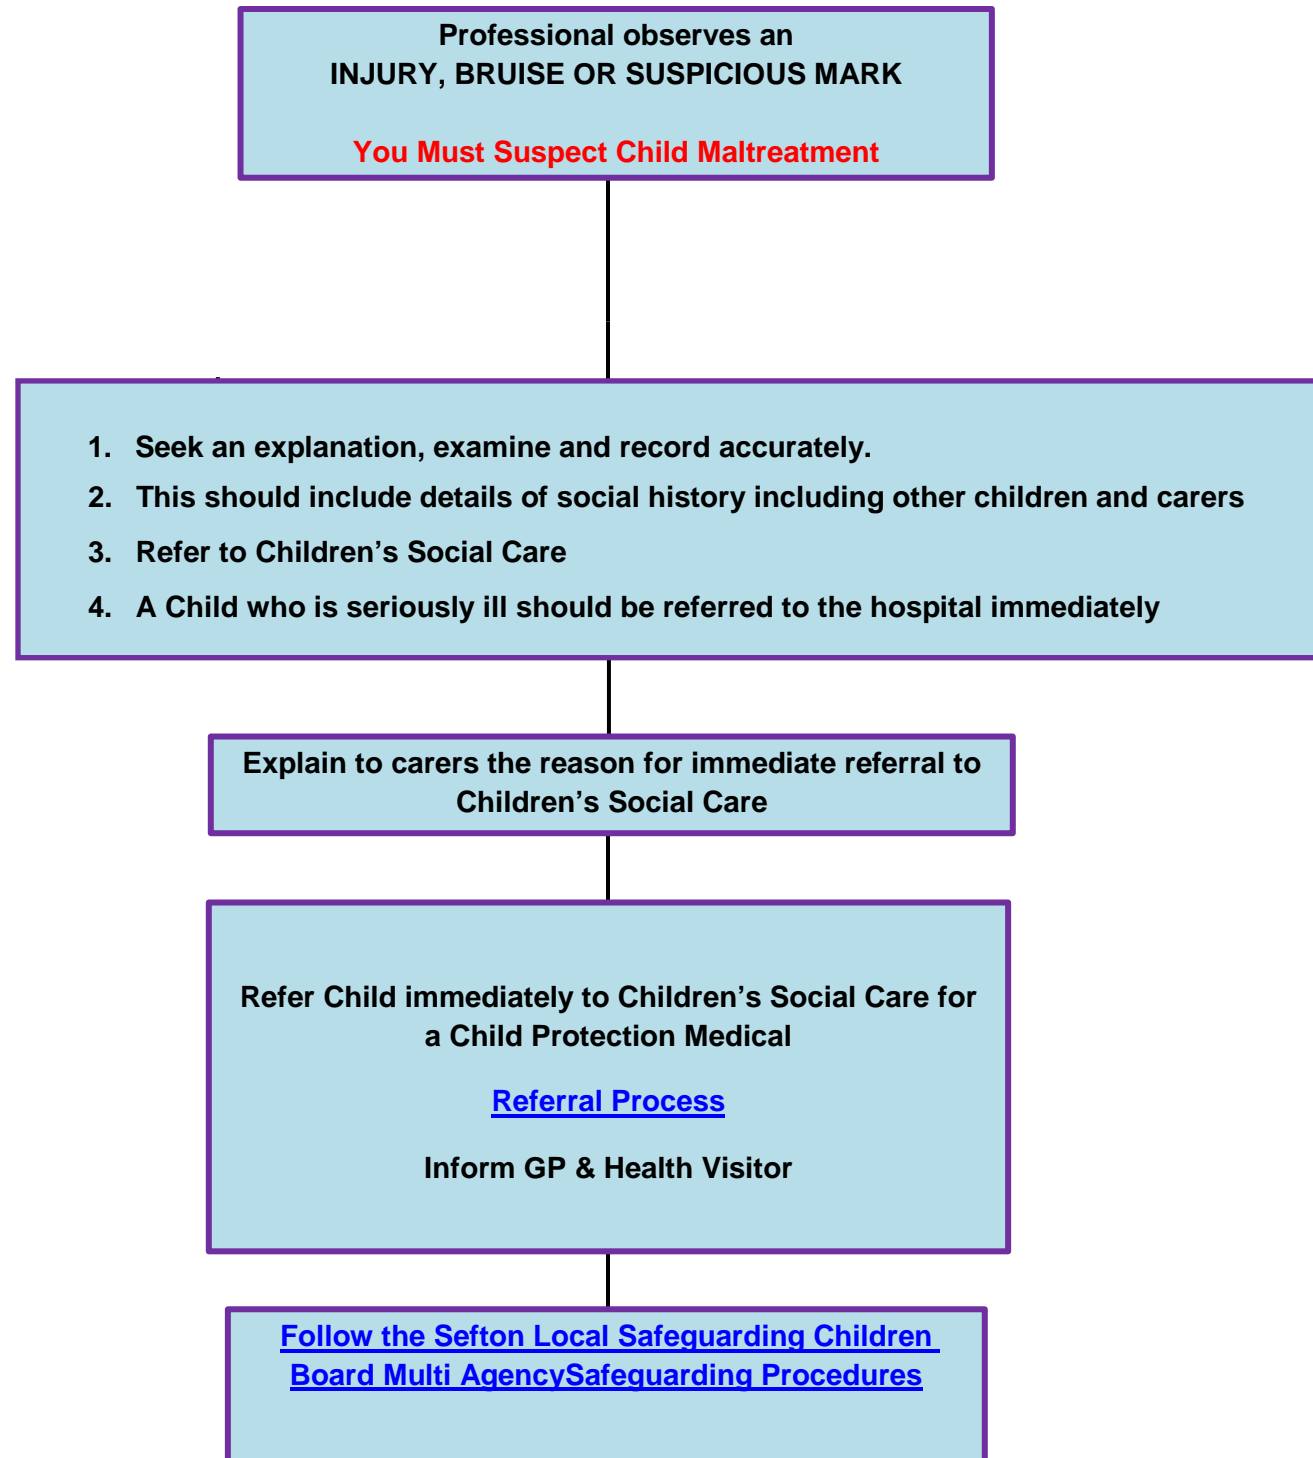 Professional observes an
INJURY, BRUISE OR SUSPICIOUS MARK
You Must Suspect Child Maltreatment
1. Seek an explanation, examine and record accurately.
2. This should include details of social history including other children and carers
3. Refer to Children’s Social Care
4. A Child who is seriously ill should be referred to the hospital immediately
Explain to carers the reason for immediate referral to
Children’s Social Care
Refer Child immediately to Children’s Social Care for
a Child Protection Medical
Referral Process
Inform GP & Health Visitor
Follow the Sefton Local Safeguarding Children
Board Multi AgencySafeguarding Procedures